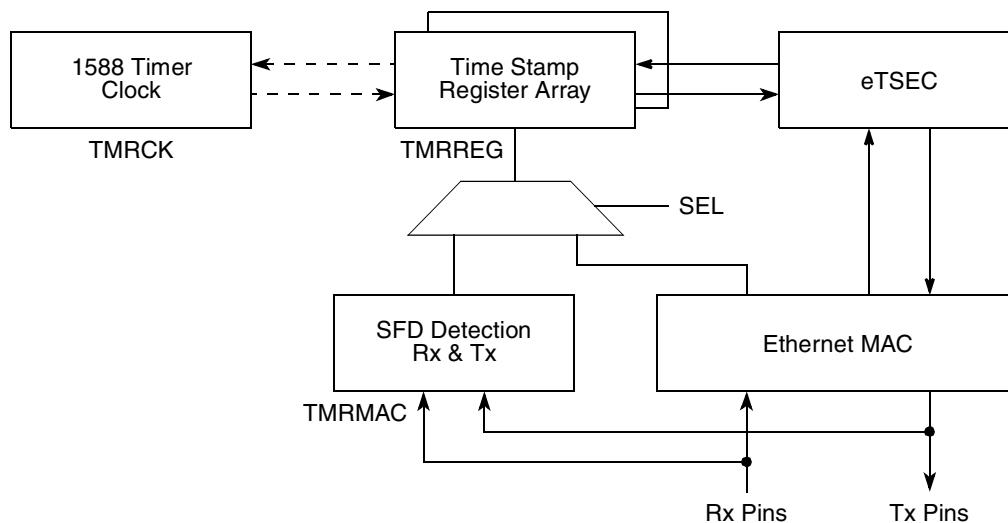 1588 Timer
Clock
TMRCK
Time Stamp
Register Array
TMRREG
eTSEC
SEL
SFD Detection
Rx & Tx
TMRMAC
Ethernet MAC
Rx Pins
Tx Pins